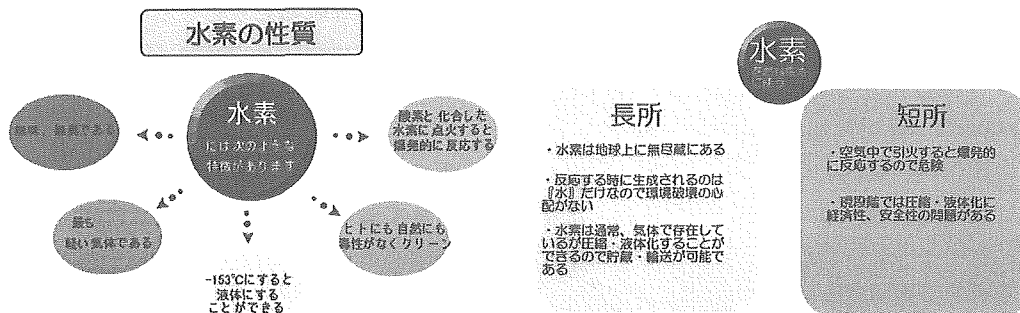 水素の性質
水素
には次のような
特徴があります
無味、無臭である
酸素と化合した
水素に点火すると
爆発的に反応する
最も
軽い気体である
ヒトにも自然にも
毒性がなくクリーン
-153℃にすると
液体にする
ことができる
水素
長所
・水素は地球上に無尽蔵にある
・反応する時に生成されるのは
『水』だけなので環境破壊の心
配がない
・水素は通常、気体で存在して
いるが圧縮・液体化することが
できるので貯蔵・輸送が可能で
ある
短所
・空気中で引火すると爆発的
に反応するので危険
・現段階では圧縮・液体化に
経済性、安全性の問題がある